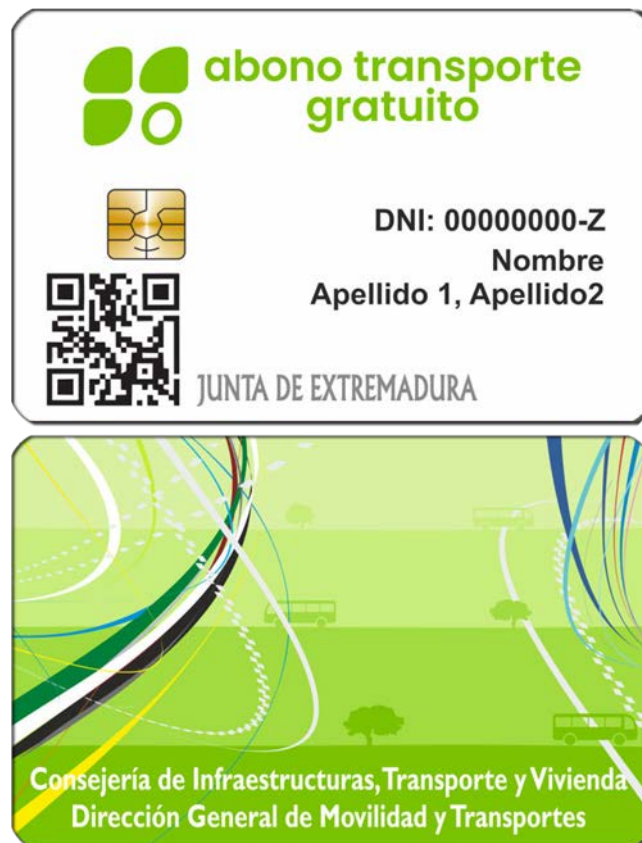 abono transporte
gratuito
DNI: 00000000-Z
Nombre
Apellido 1, Apellido2
JUNTA DE EXTREMADURA
Consejería de Infraestructuras, Transporte y Vivienda
Dirección General de Movilidad y Transportes